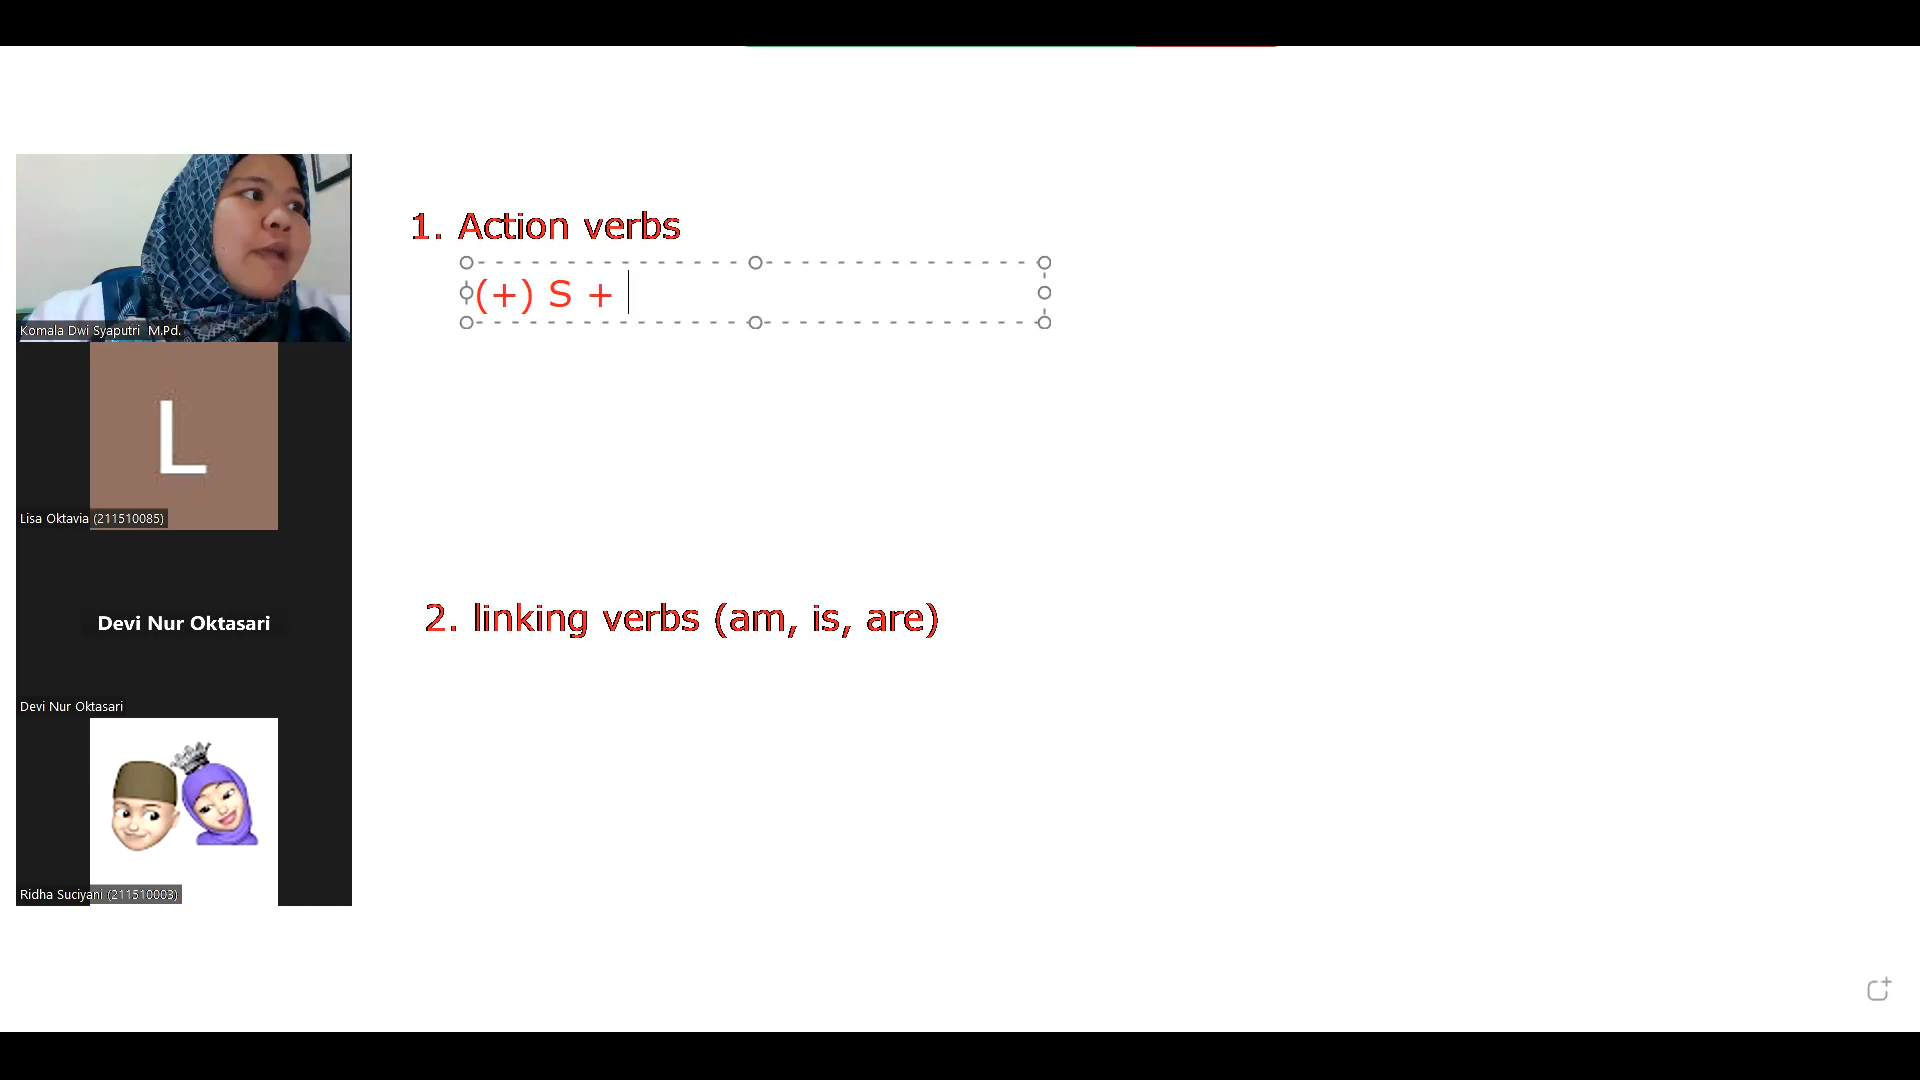 1. Action verbs
(+) S +
2. linking verbs (am, is, are)
Komala Dwi Syaputri M.Pd.
L
Lisa Oktavia (211510085)
Devi Nur Oktasari
Devi Nur Oktasari
Ridha Suciyani (211510003)